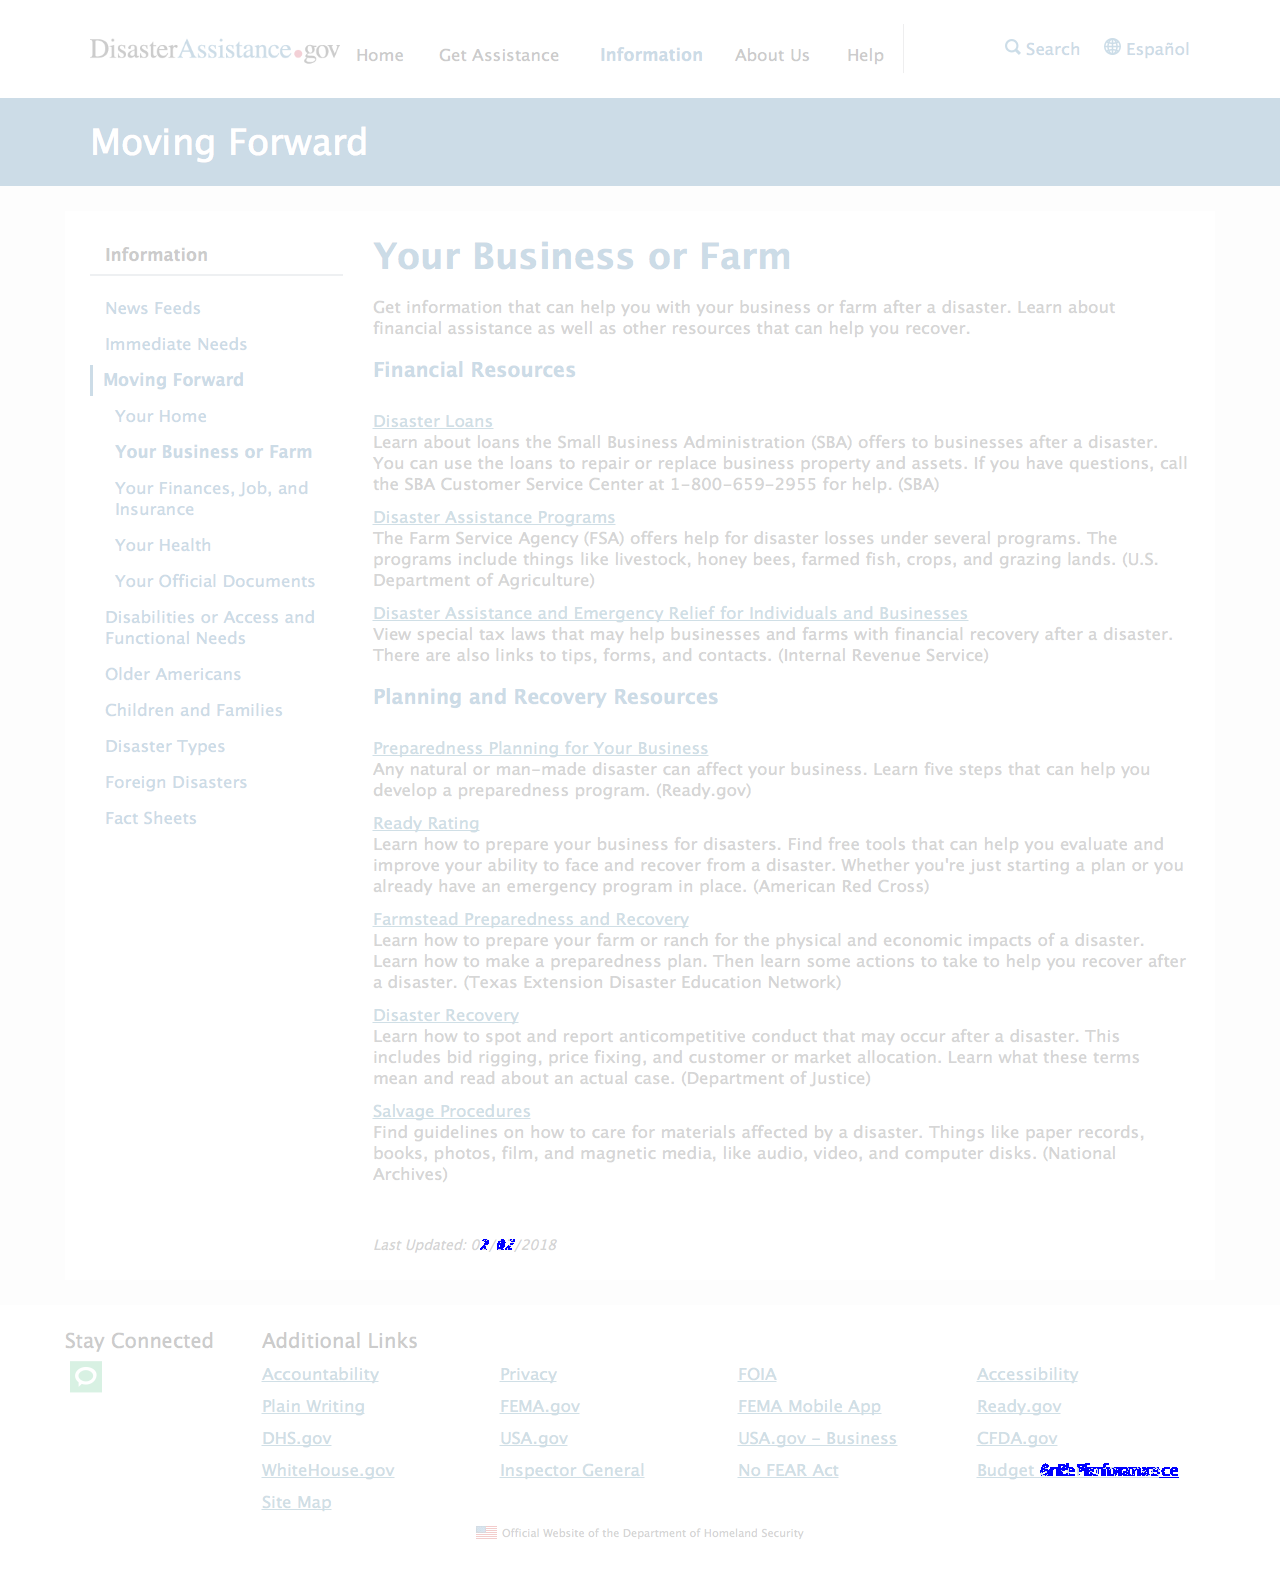 DisasterAssistance.gov
Home
Get Assistance
Information
About Us
Help
Search
Español
Moving Forward
Information
News Feeds
Immediate Needs
Moving Forward
Your Home
Your Business or Farm
Your Finances, Job, and
Insurance
Your Health
Your Official Documents
Disabilities or Access and
Functional Needs
Older Americans
Children and Families
Disaster Types
Foreign Disasters
Fact Sheets
Your Business or Farm
Get information that can help you with your business or farm after a disaster. Learn about
financial assistance as well as other resources that can help you recover.
Financial Resources
Disaster Loans
Learn about loans the Small Business Administration (SBA) offers to businesses after a disaster.
You can use the loans to repair or replace business property and assets. If you have questions, call
the SBA Customer Service Center at 1-800-659-2955 for help. (SBA)
Disaster Assistance Programs
The Farm Service Agency (FSA) offers help for disaster losses under several programs. The
programs include things like livestock, honey bees, farmed fish, crops, and grazing lands. (U.S.
Department of Agriculture)
Disaster Assistance and Emergency Relief for Individuals and Businesses
View special tax laws that may help businesses and farms with financial recovery after a disaster.
There are also links to tips, forms, and contacts. (Internal Revenue Service)
Planning and Recovery Resources
Preparedness Planning for Your Business
Any natural or man-made disaster can affect your business. Learn five steps that can help you
develop a preparedness program. (Ready.gov)
Ready Rating
Learn how to prepare your business for disasters. Find free tools that can help you evaluate and
improve your ability to face and recover from a disaster. Whether you're just starting a plan or you
already have an emergency program in place. (American Red Cross)
Farmstead Preparedness and Recovery
Learn how to prepare your farm or ranch for the physical and economic impacts of a disaster.
Learn how to make a preparedness plan. Then learn some actions to take to help you recover after
a disaster. (Texas Extension Disaster Education Network)
Disaster Recovery
Learn how to spot and report anticompetitive conduct that may occur after a disaster. This
includes bid rigging, price fixing, and customer or market allocation. Learn what these terms
mean and read about an actual case. (Department of Justice)
Salvage Procedures
Find guidelines on how to care for materials affected by a disaster. Things like paper records,
books, photos, film, and magnetic media, like audio, video, and computer disks. (National
Archives)
Last Updated: /2018
Stay Connected
Additional Links
Accountability
Privacy
FOIA
Accessibility
Plain Writing
FEMA.gov
FEMA Mobile App
Ready.gov
DHS.gov
USA.gov
USA.gov - Business
CFDA.gov
WhiteHouse.gov
Inspector General
No FEAR Act
Budget
Site Map
Official Website of the Department of Homeland Security